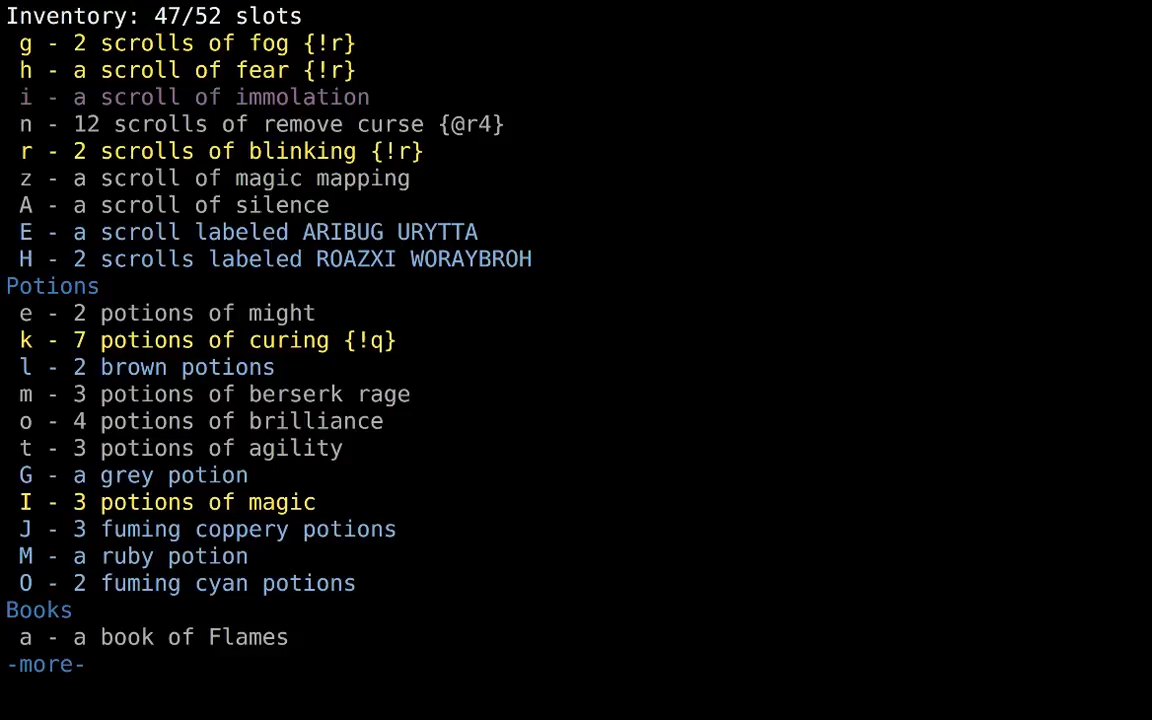 Inventory: 47/52 slots
g - 2 scrolls of fog {!r}
h - a scroll of fear {!r}
i - a scroll of immolation
n - 12 scrolls of remove curse {@r4}
r - 2 scrolls of blinking {!r}
z - a scroll of magic mapping
A - a scroll of silence
E - a scroll labeled ARIBUG URYTTA
H - 2 scrolls labeled ROAZXI WORAYBROH
Potions
e - 2 potions of might
k - 7 potions of curing {!q}
l - 2 brown potions
m - 3 potions of berserk rage
o - 4 potions of brilliance
t - 3 potions of agility
G - a grey potion
I - 3 potions of magic
J - 3 fuming coppery potions
M - a ruby potion
O - 2 fuming cyan potions
Books
a - a book of Flames
-more-